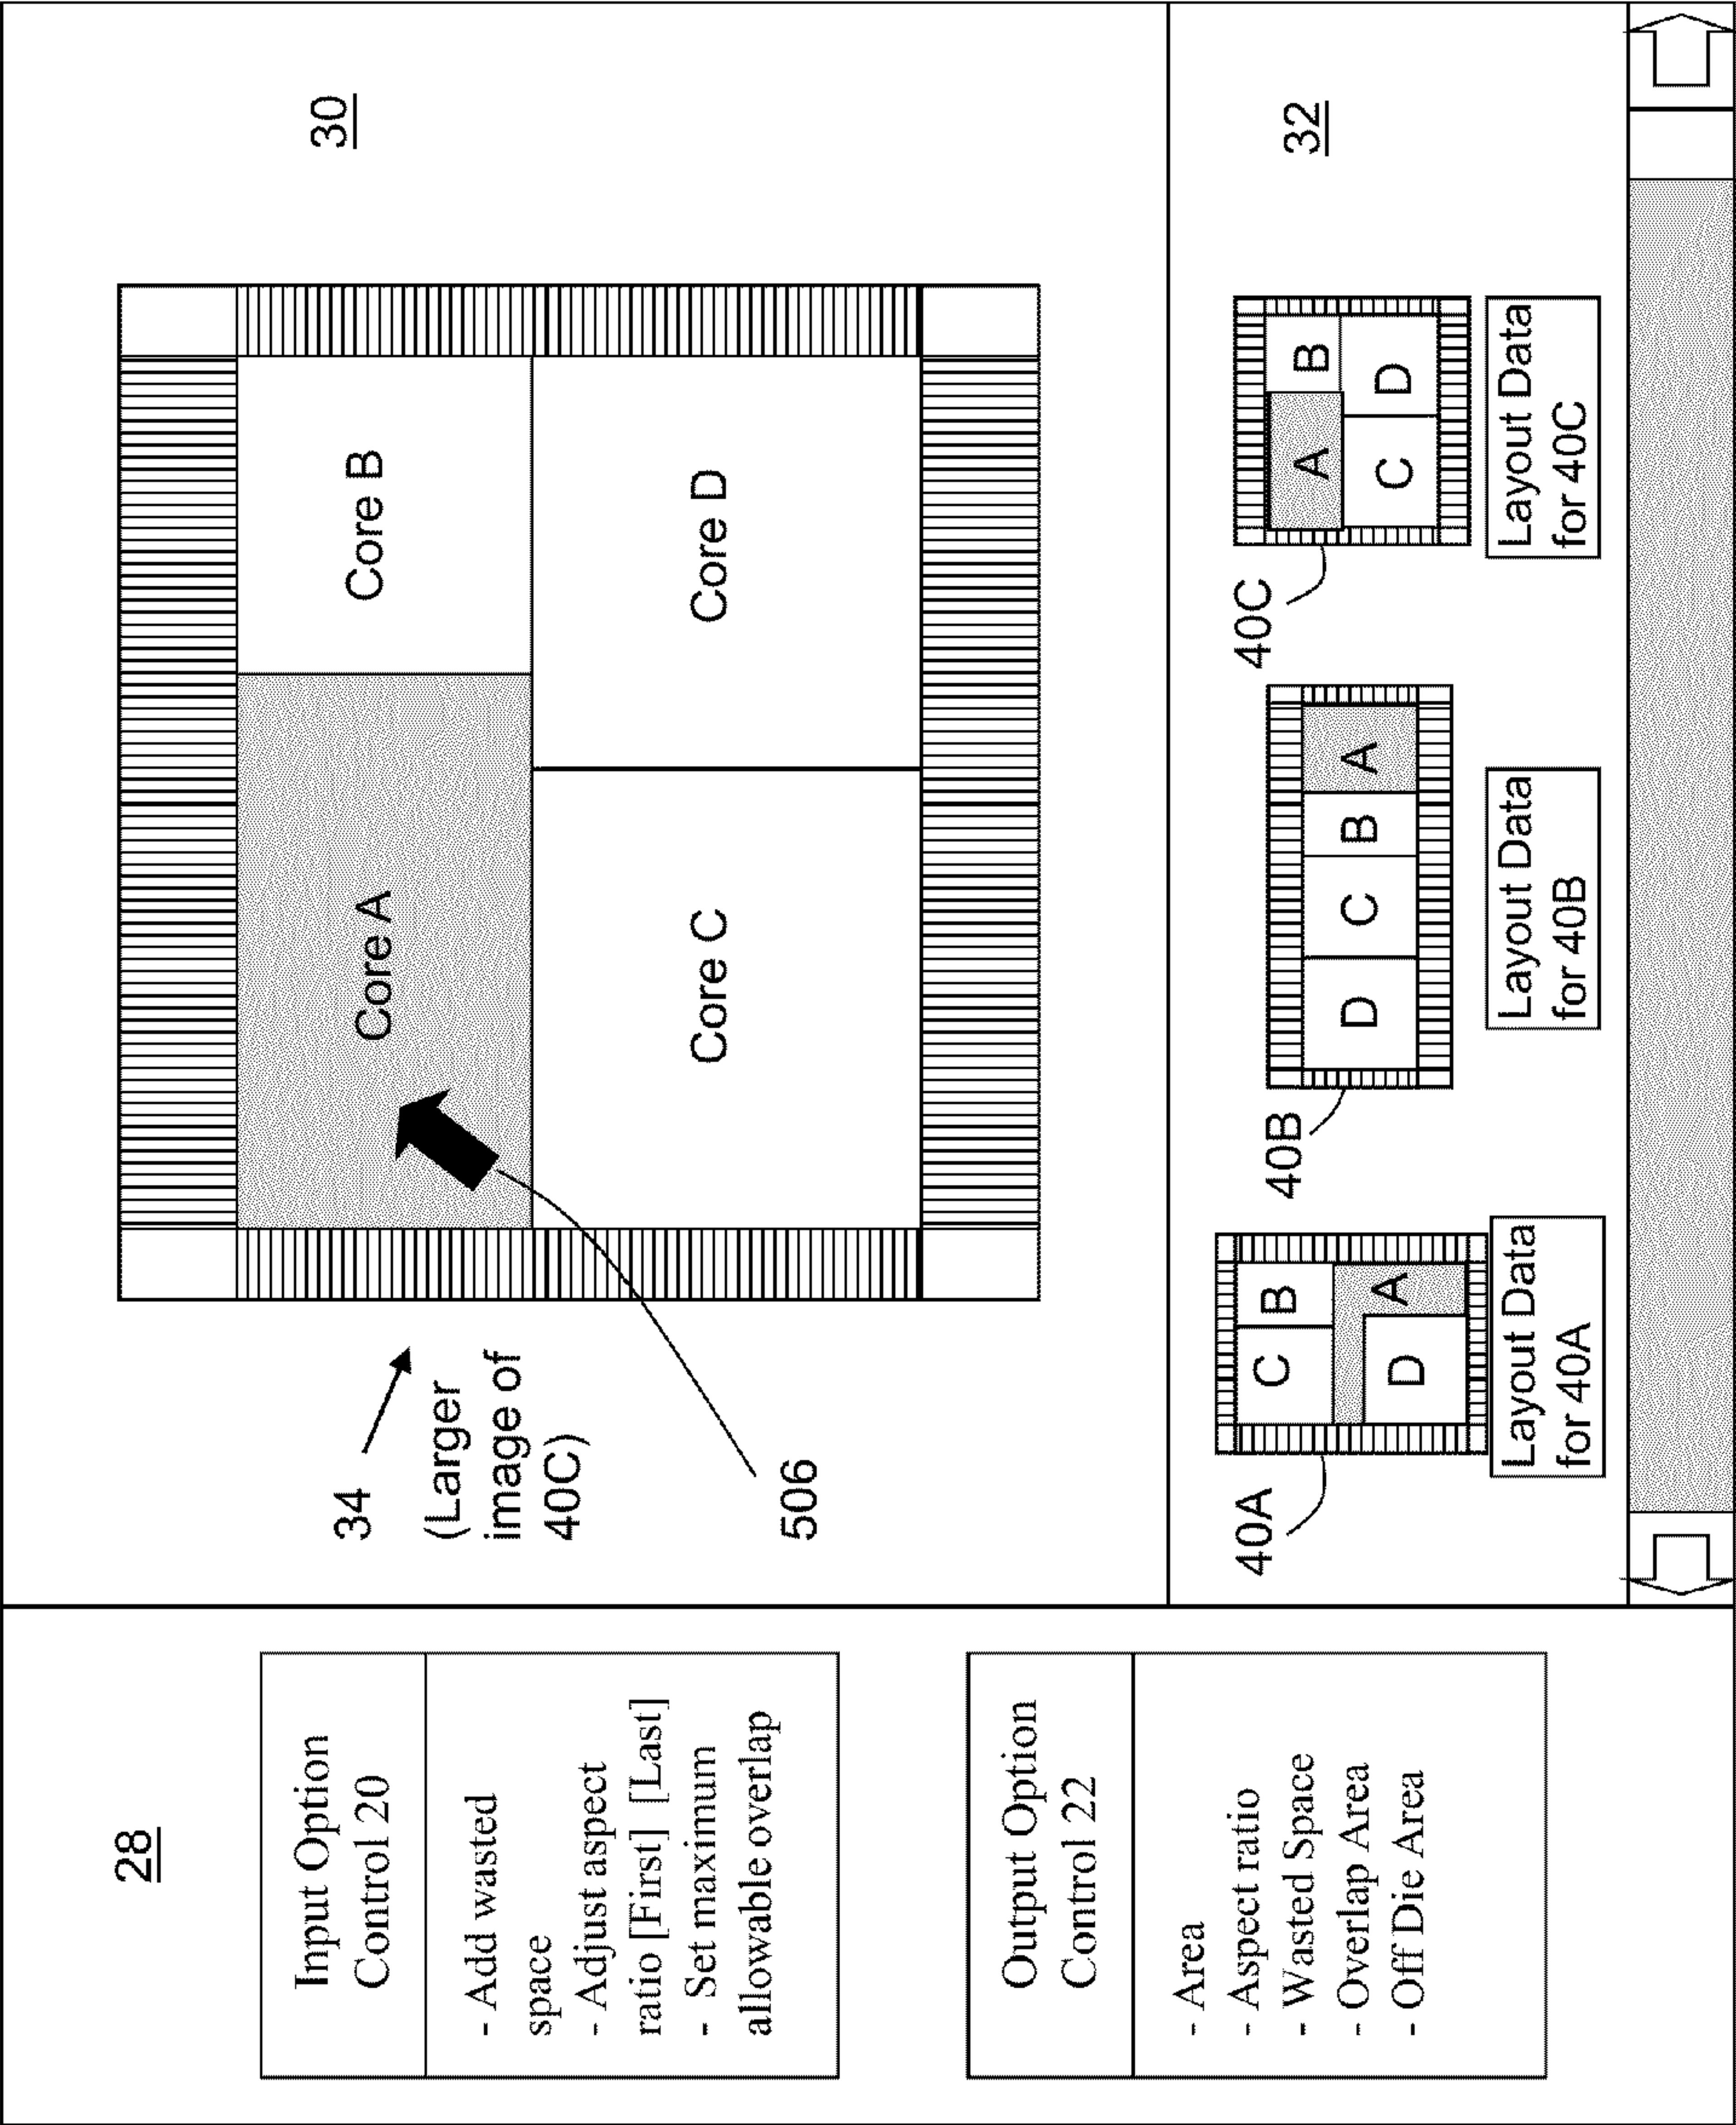 28
Input Option
Control 20
- Add wasted
space
- Adjust aspect
ratio [First] [Last]
- Set maximum
allowable overlap
Output Option
Control 22
- Area
- Aspect ratio
- Wasted Space
- Overlap Area
- Off Die Area
30
34
(Larger
image of
40C)
506
Core A
Core B
Core C
Core D
32
40A
C
B
D
A
Layout Data
for 40A
40B
D
C
B
A
Layout Data
for 40B
40C
A
B
C
D
Layout Data
for 40C